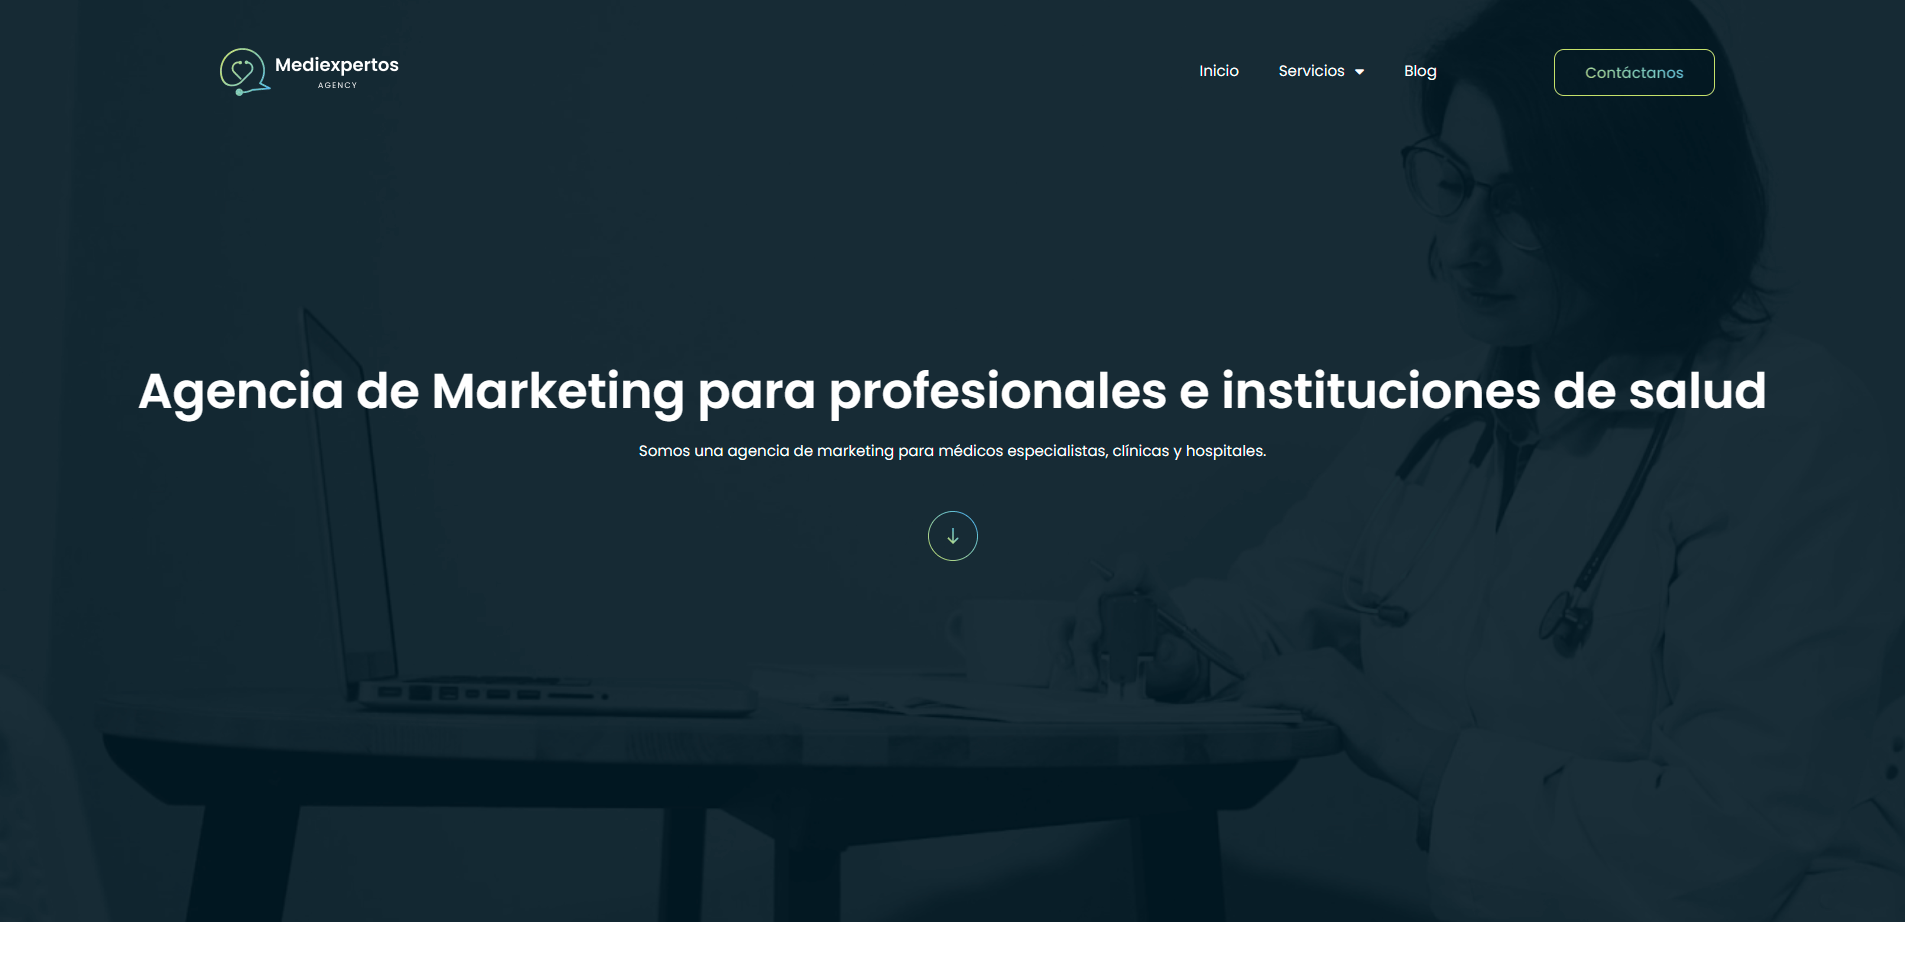 Mediexpertos
AGENCY
Inicio
Servicios
Blog
Contáctanos
Agencia de Marketing para profesionales e instituciones de salud
Somos una agencia de marketing para médicos especialistas, clínicas y hospitales.